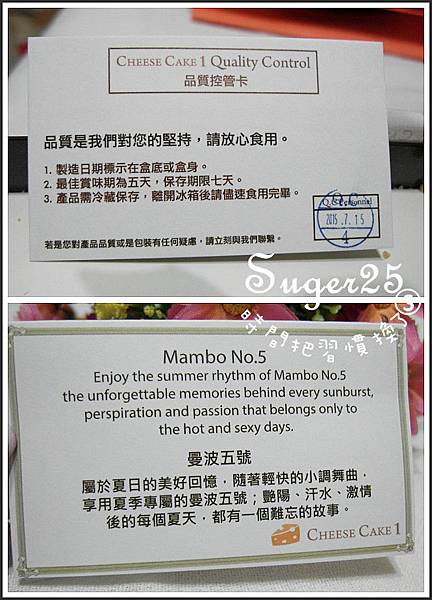 CHEESE CAKE 1 Quality Control
品質控管卡
品質是我們對您的堅持，請放心食用。
1. 製造日期標示在盒底或盒身。
2. 最佳賞味期為五天，保存期限七天。
3. 產品需冷藏保存，離開冰箱後請儘速食用完畢。
Q.C. Personnal
Q.C.
2015.7.15
4
若是您對產品品質或是包裝有任何疑慮，請立刻與我們聯繫。
Suger25
時間把習慣換了
Mambo No.5
Enjoy the summer rhythm of Mambo No.5
the unforgettable memories behind every sunburst,
perspiration and passion that belongs only to
the hot and sexy days.
曼波五號
屬於夏日的美好回憶，隨著輕快的小調舞曲，
享用夏季專屬的曼波五號；艷陽、汗水、激情
後的每個夏天，都有一個難忘的故事。
CHEESE CAKE 1